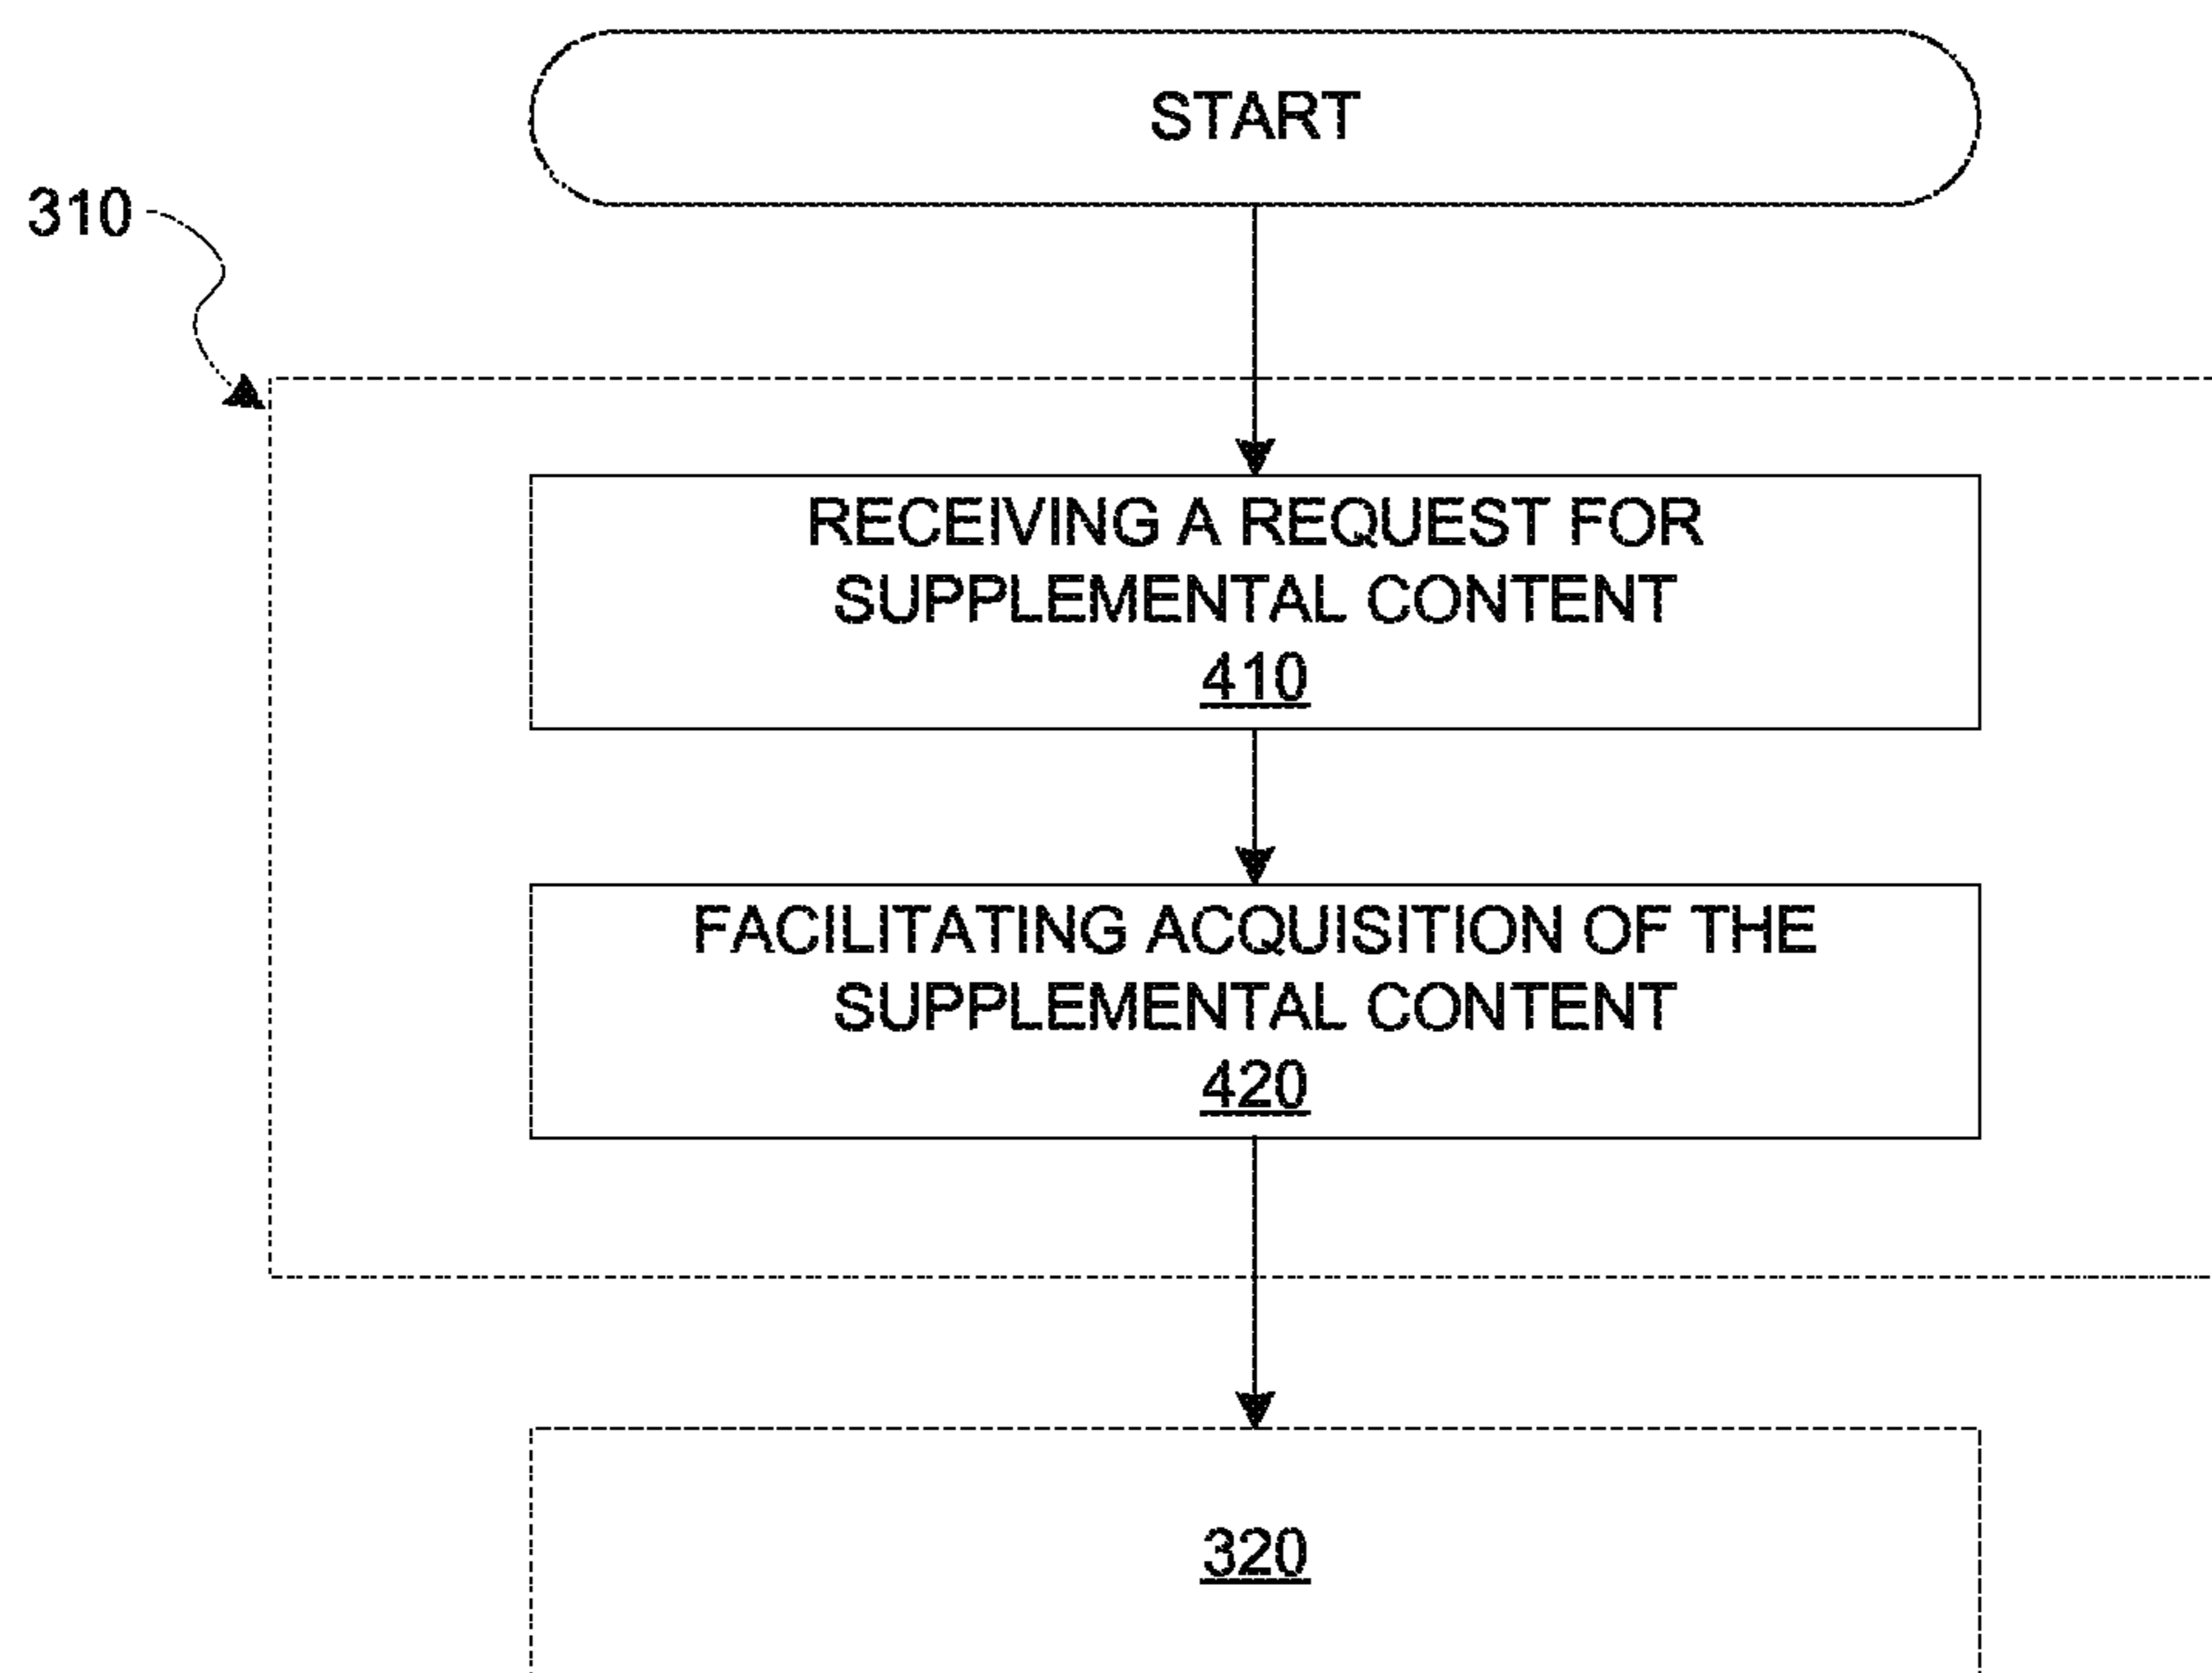 START
310
RECEIVING A REQUEST FOR
SUPPLEMENTAL CONTENT
410
FACILITATING ACQUISITION OF THE
SUPPLEMENTAL CONTENT
420
320